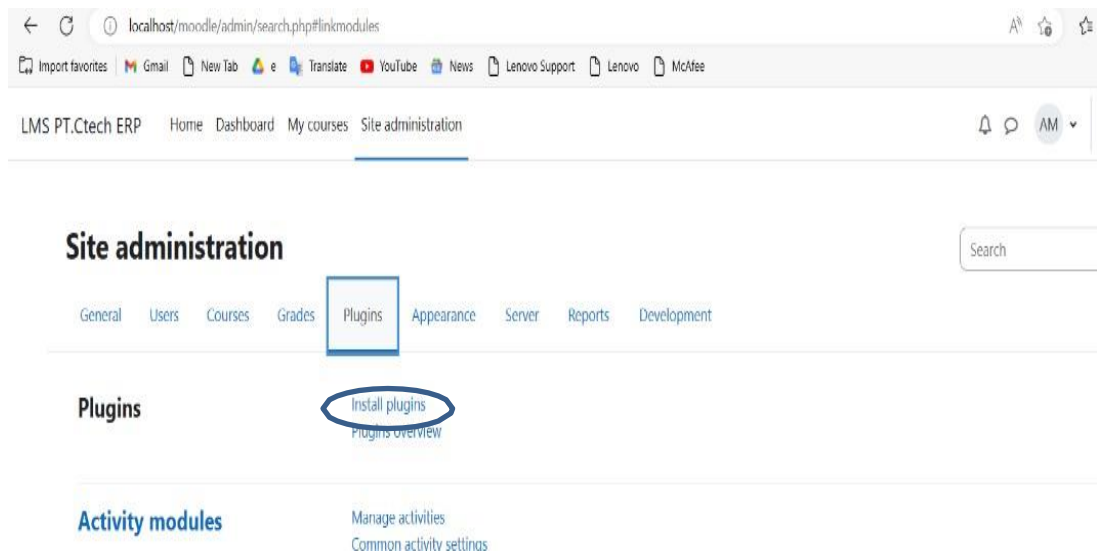 localhost/moodle/admin/search.php#linkmodules
Import favorites Gmail New Tab e Translate YouTube News Lenovo Support Lenovo McAfee
LMS PT.Ctech ERP Home Dashboard My courses Site administration AM
Site administration
Search
General Users Courses Grades Plugins Appearance Server Reports Development
Plugins
Install plugins
Plugins overview
Activity modules
Manage activities
Common activity settings